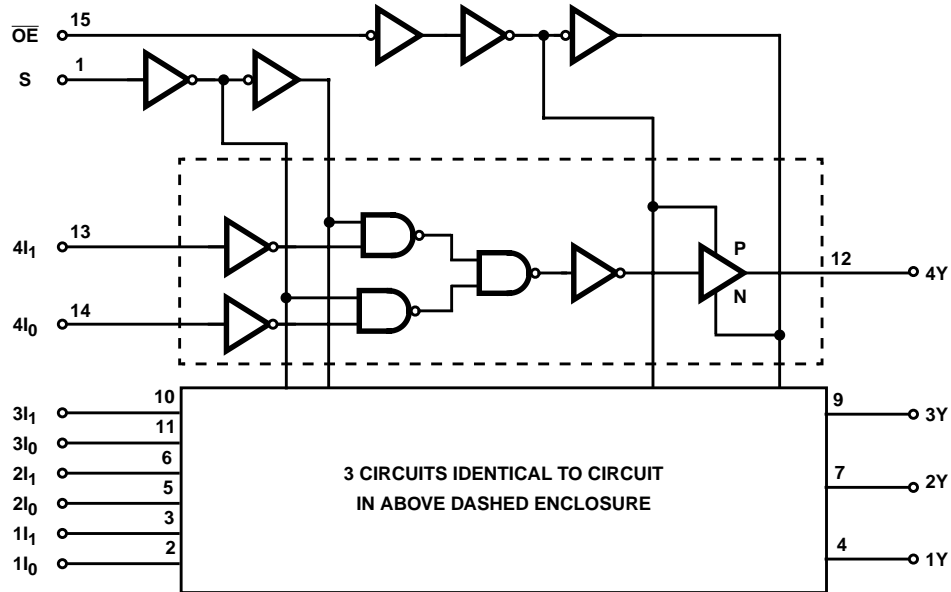 OE 15
S 1
4I1 13
P
12 4Y
N
4I0 14
3I1 10
9 3Y
3I0 11
2I1 6
3 CIRCUITS IDENTICAL TO CIRCUIT
7 2Y
2I0 5
IN ABOVE DASHED ENCLOSURE
1I1 3
4 1Y
1I0 2